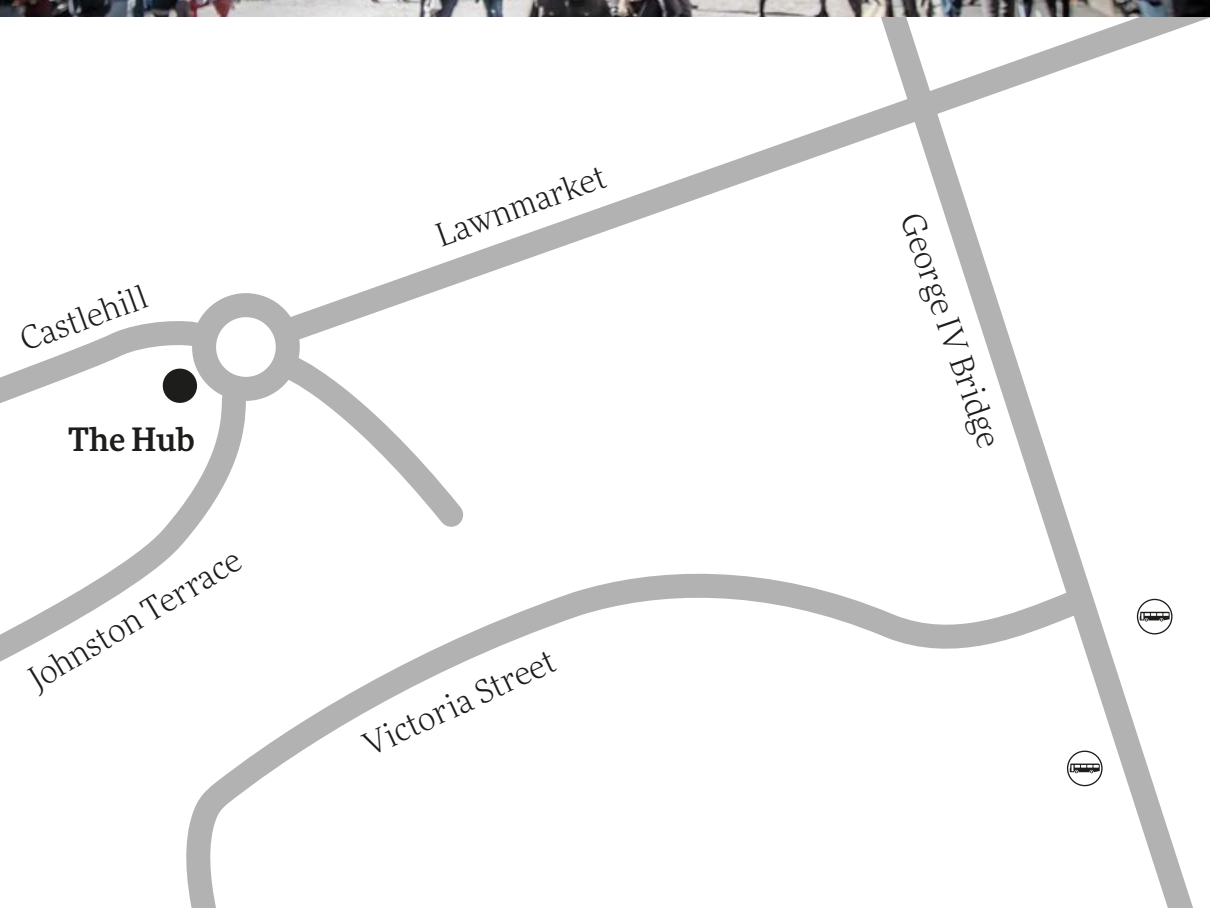 Lawnmarket
George IV Bridge
Castlehill
The Hub
Johnston Terrace
Victoria Street